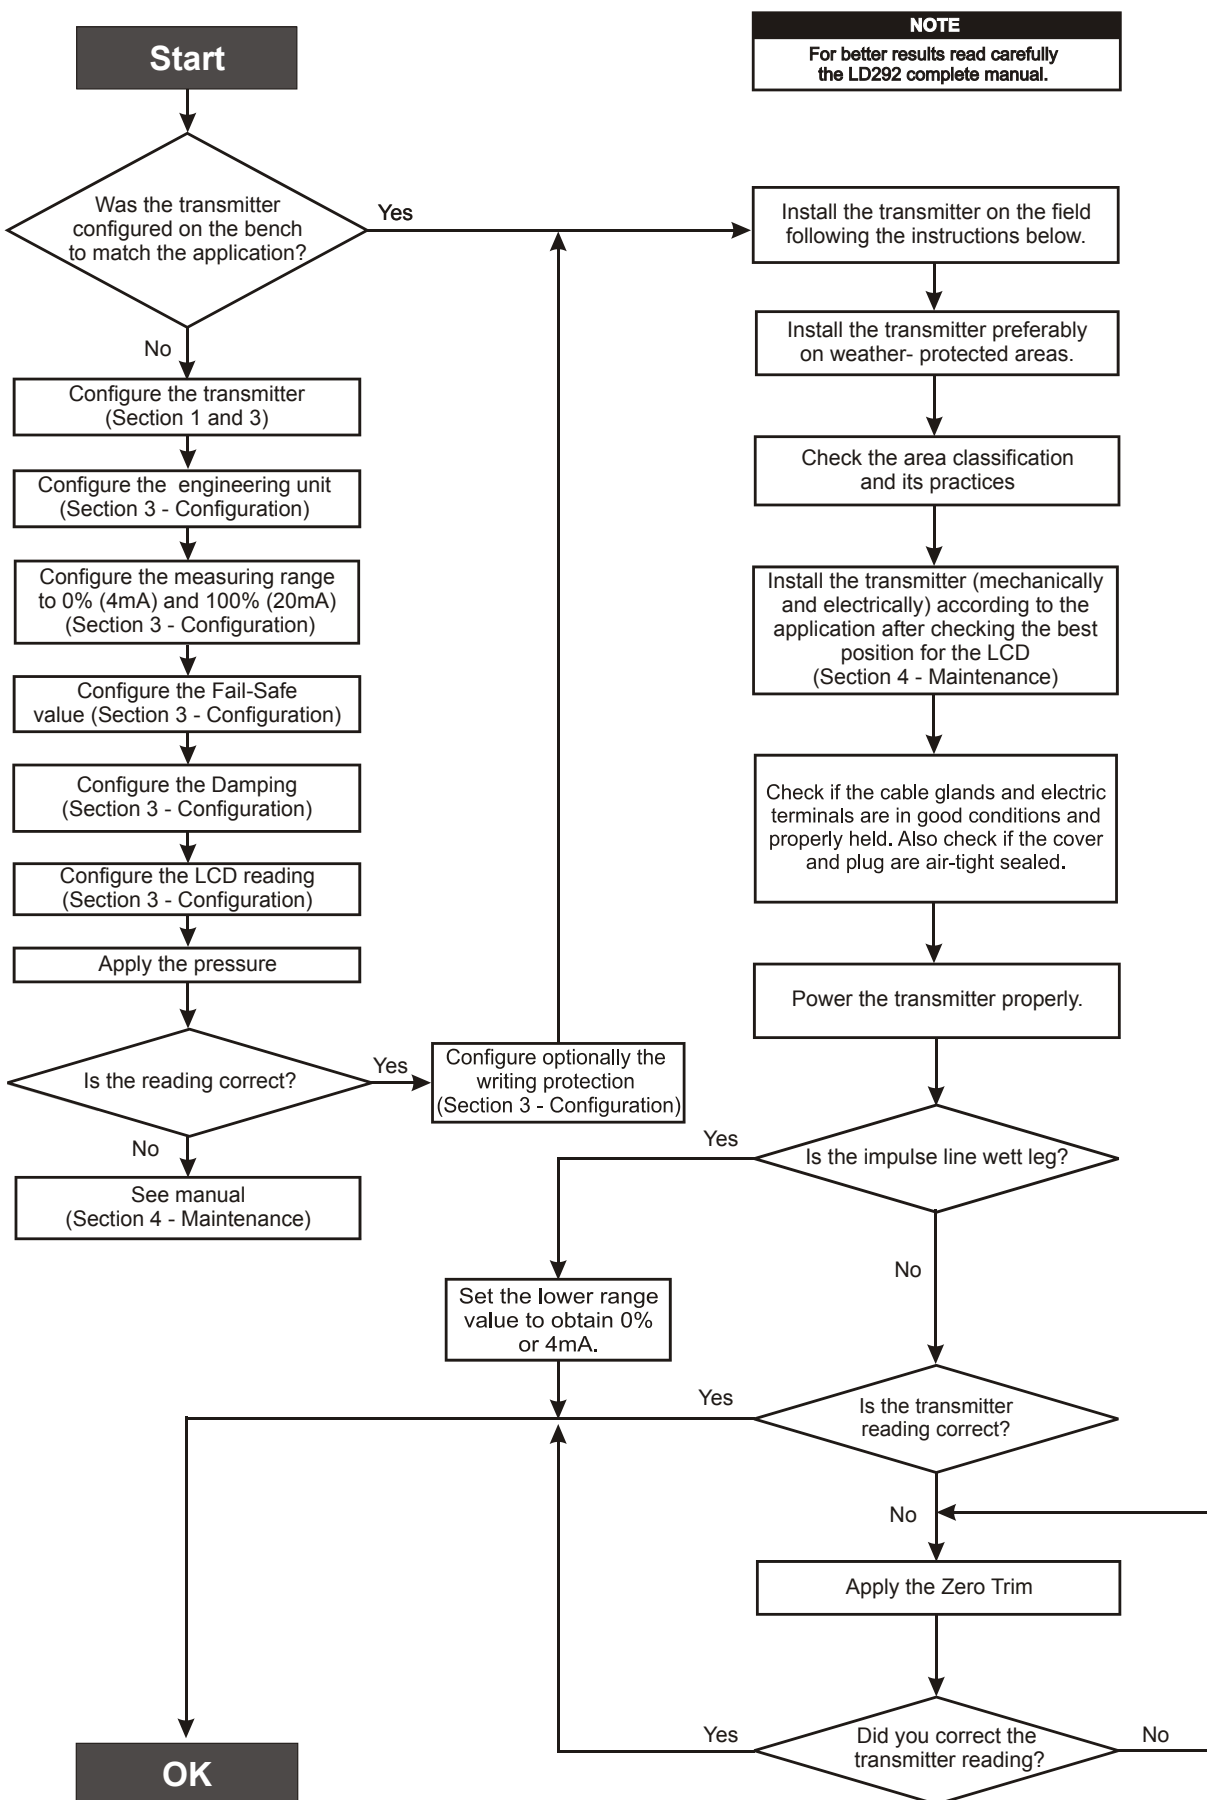 Start
NOTE
For better results read carefully
the LD292 complete manual.
Was the transmitter
configured on the bench
to match the application?
Yes
No
Configure the transmitter
(Section 1 and 3)
Configure the engineering unit
(Section 3 - Configuration)
Configure the measuring range
to 0% (4mA) and 100% (20mA)
(Section 3 - Configuration)
Configure the Fail-Safe
value (Section 3 - Configuration)
Configure the Damping
(Section 3 - Configuration)
Configure the LCD reading
(Section 3 - Configuration)
Apply the pressure
Is the reading correct?
Yes
No
Configure optionally the
writing protection
(Section 3 - Configuration)
See manual
(Section 4 - Maintenance)
Install the transmitter on the field
following the instructions below.
Install the transmitter preferably
on weather- protected areas.
Check the area classification
and its practices
Install the transmitter (mechanically
and electrically) according to the
application after checking the best
position for the LCD
(Section 4 - Maintenance)
Check if the cable glands and electric
terminals are in good conditions and
properly held. Also check if the cover
and plug are air-tight sealed.
Power the transmitter properly.
Is the impulse line wett leg?
Yes
No
Set the lower range
value to obtain 0%
or 4mA.
Is the transmitter
reading correct?
Yes
No
Apply the Zero Trim
Did you correct the
transmitter reading?
Yes
No
OK